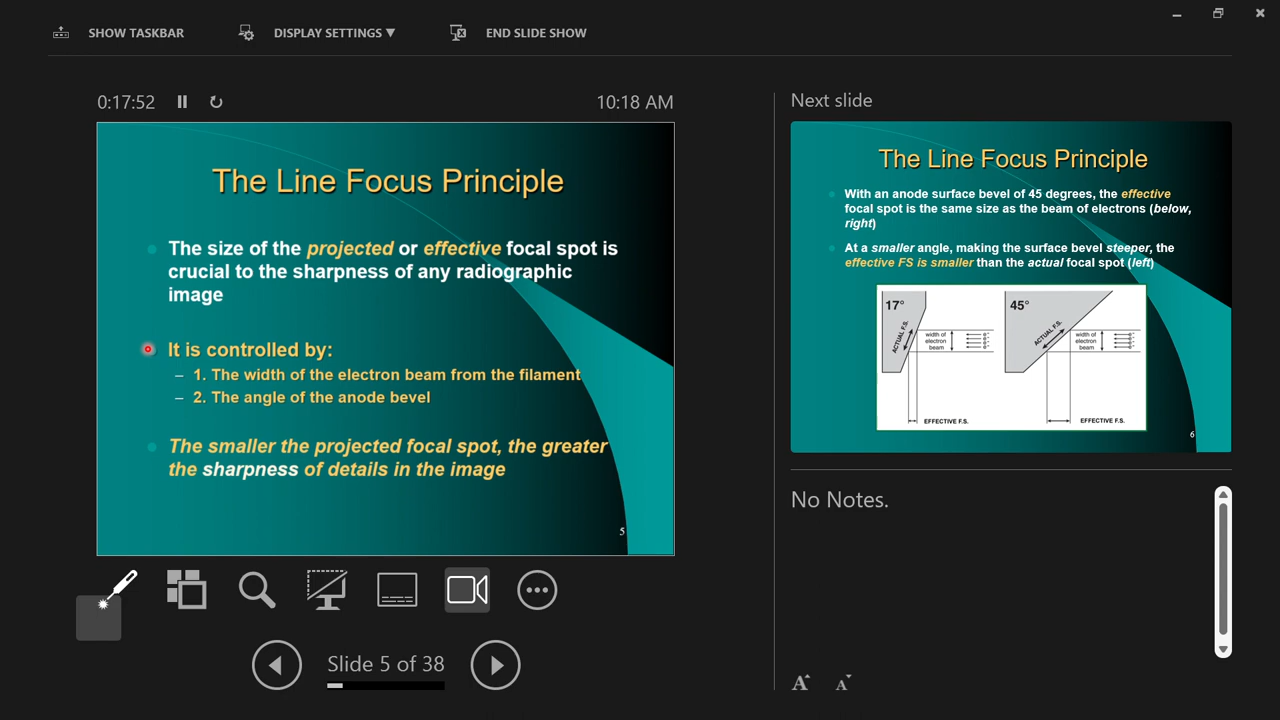 SHOW TASKBAR
DISPLAY SETTINGS ▼
END SLIDE SHOW
0:17:52
10:18 AM
The Line Focus Principle
The size of the projected or effective focal spot is
crucial to the sharpness of any radiographic
image
It is controlled by:
– 1. The width of the electron beam from the filament
– 2. The angle of the anode bevel
The smaller the projected focal spot, the greater
the sharpness of details in the image
5
Slide 5 of 38
Next slide
The Line Focus Principle
With an anode surface bevel of 45 degrees, the effective
focal spot is the same size as the beam of electrons (below,
right)
At a smaller angle, making the surface bevel steeper, the
effective FS is smaller than the actual focal spot (left)
17°
ACTUAL F.S.
width of
electron
beam
e⁻
e⁻
e⁻
e⁻
EFFECTIVE F.S.
45°
ACTUAL F.S.
width of
electron
beam
e⁻
e⁻
e⁻
e⁻
EFFECTIVE F.S.
6
No Notes.
A A